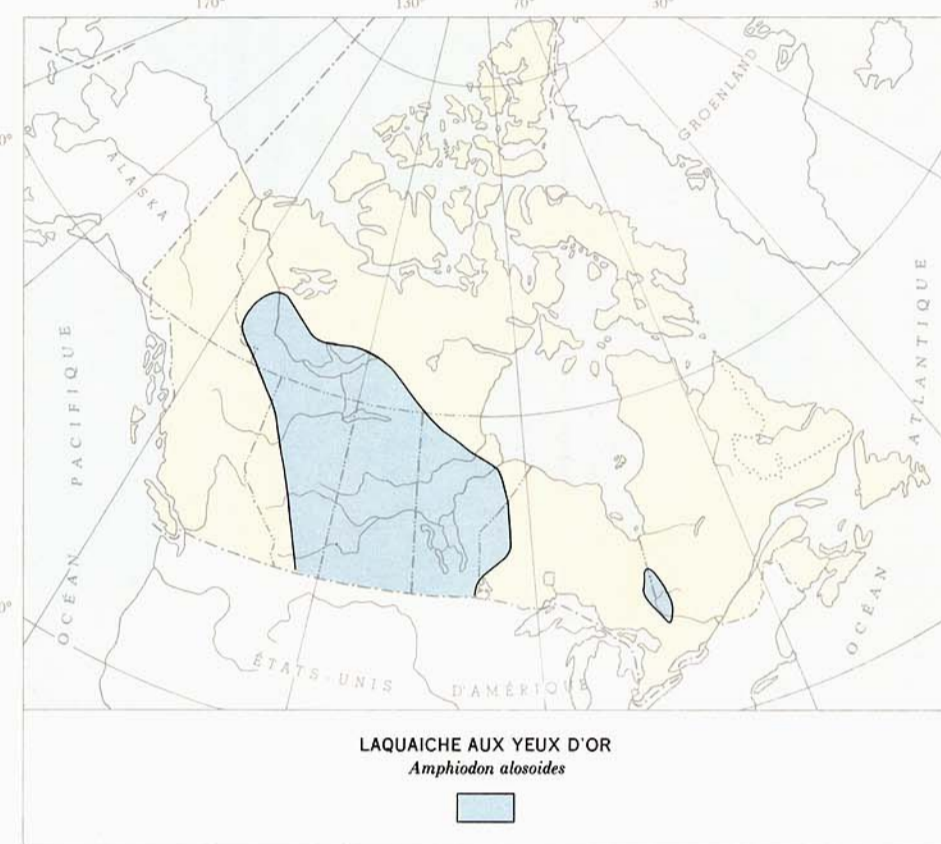 170° 130° 70° 30°
GROENLAND
ALASKA
OCÉAN PACIFIQUE
OCÉAN ATLANTIQUE
ÉTATS-UNIS D'AMÉRIQUE
LAQUAICHE AUX YEUX D'OR
Amphiodon alosoides